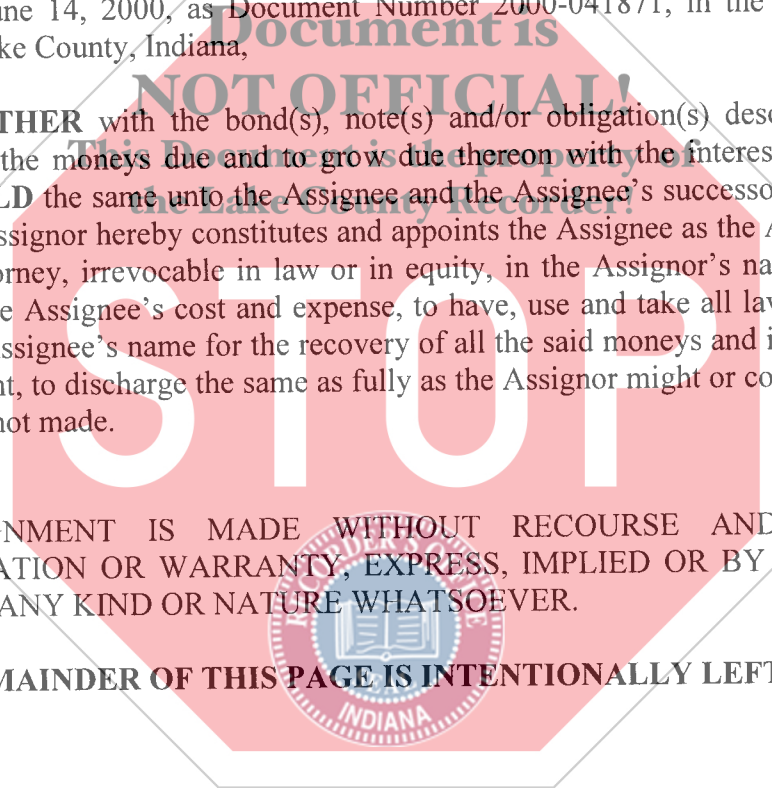 une 14, 2000, as Document Number 2000-041871, in the
Document is
ke County, Indiana,
NOT OFFICIAL!
THER with the bond(s), note(s) and/or obligation(s) desc
This Document is the property of
the moneys due and to grow due thereon with the interes
the Lake County Recorder!
LD the same unto the Assignee and the Assignee's successo
ssignor hereby constitutes and appoints the Assignee as the A
orney, irrevocable in law or in equity, in the Assignor's na
e Assignee's cost and expense, to have, use and take all law
ssignee's name for the recovery of all the said moneys and i
nt, to discharge the same as fully as the Assignor might or co
not made.
STOP
GNMENT IS MADE WITHOUT RECOURSE AND
ATION OR WARRANTY, EXPRESS, IMPLIED OR BY
ANY KIND OR NATURE WHATSOEVER.
MAINDER OF THIS PAGE IS INTENTIONALLY LEFT
RECORDER'S OFFICE
SEAL
INDIANA